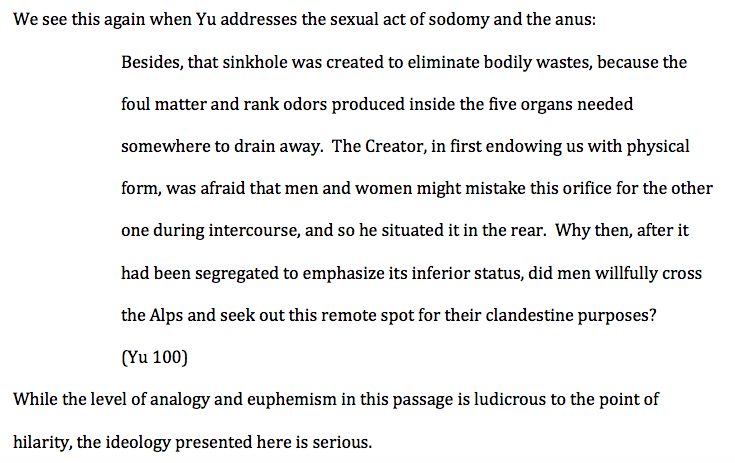 We see this again when Yu addresses the sexual act of sodomy and the anus:
Besides, that sinkhole was created to eliminate bodily wastes, because the
foul matter and rank odors produced inside the five organs needed
somewhere to drain away.  The Creator, in first endowing us with physical
form, was afraid that men and women might mistake this orifice for the other
one during intercourse, and so he situated it in the rear.  Why then, after it
had been segregated to emphasize its inferior status, did men willfully cross
the Alps and seek out this remote spot for their clandestine purposes?
(Yu 100)
While the level of analogy and euphemism in this passage is ludicrous to the point of
hilarity, the ideology presented here is serious.